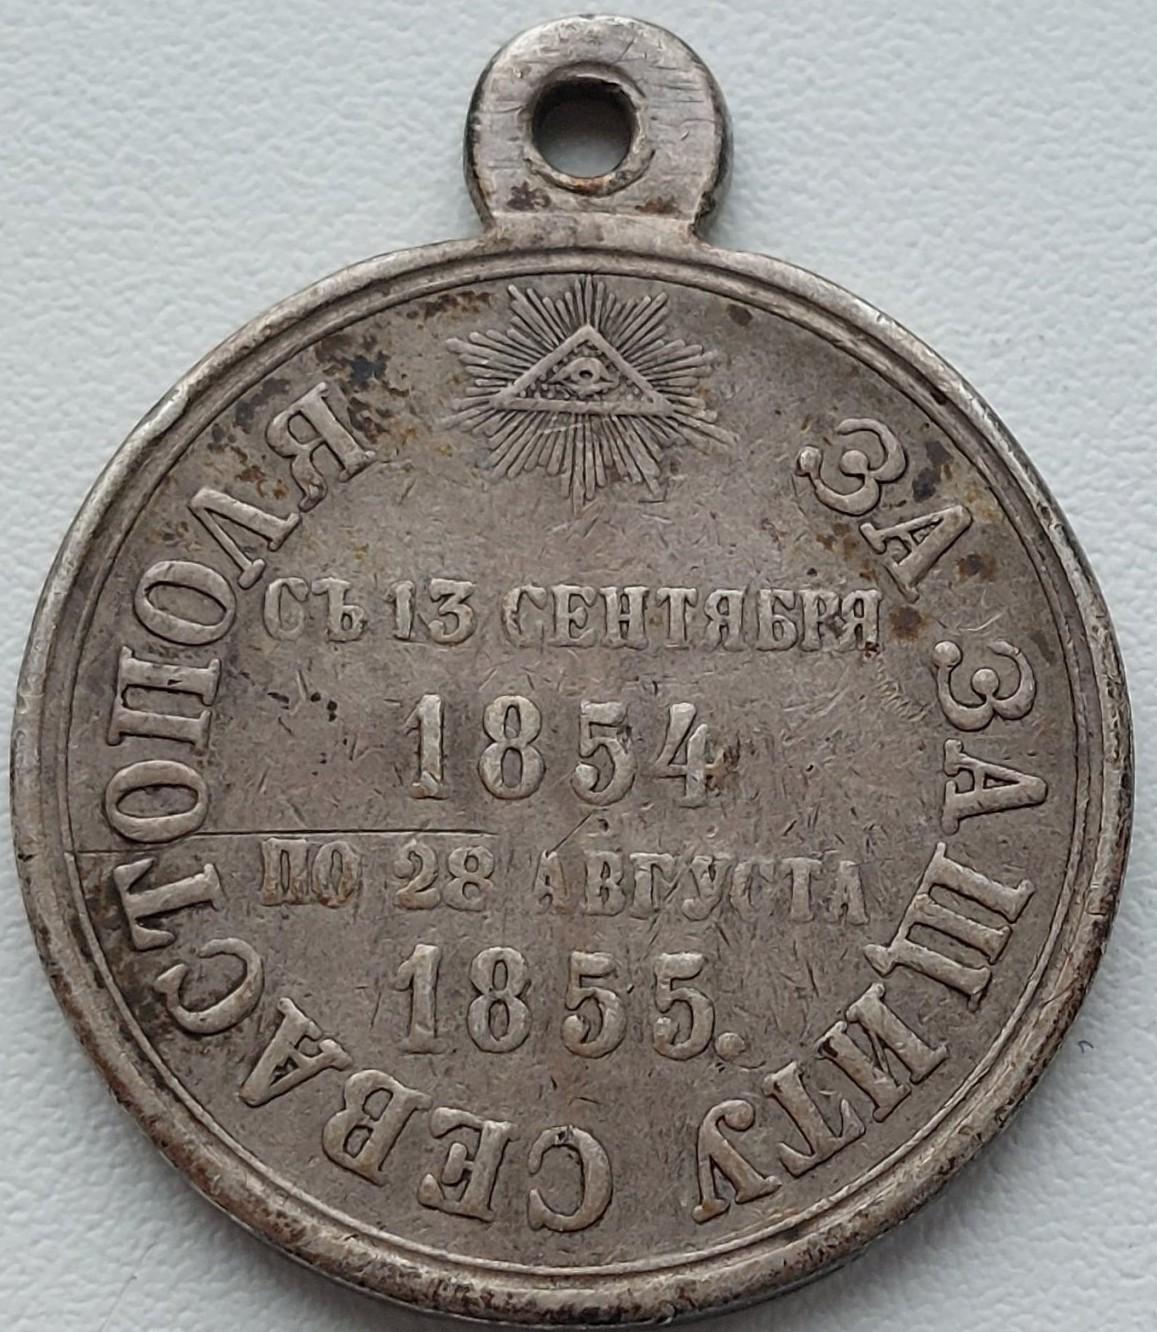 ЗА ЗАЩИТУ СЕВАСТОПОЛЯ
СЪ 13 СЕНТЯБРЯ
1854
ПО 28 АВГУСТА
1855.